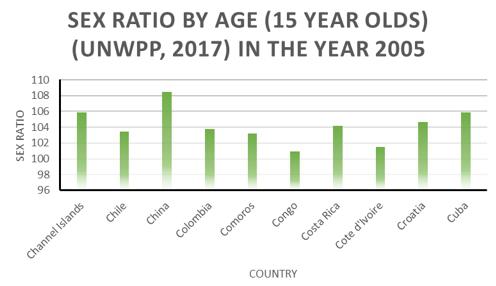 SEX RATIO BY AGE (15 YEAR OLDS)
(UNWPP, 2017) IN THE YEAR 2005
110
108
106
104
102
100
98
96
SEX RATIO
Channel Islands
Chile
China
Colombia
Comoros
Congo
Costa Rica
Cote d'Ivoire
Croatia
Cuba
COUNTRY